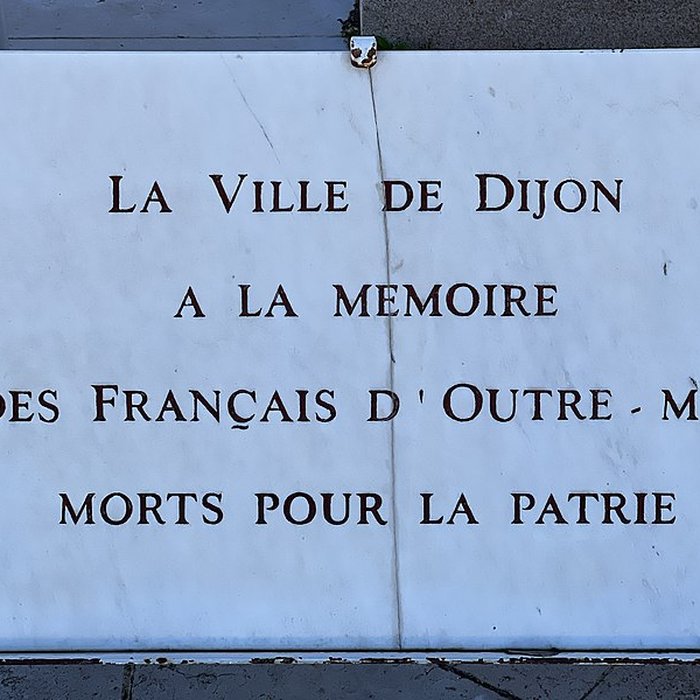 LA VILLE DE DIJON
A LA MEMOIRE
DES FRANÇAIS D'OUTRE-M
MORTS POUR LA PATRIE